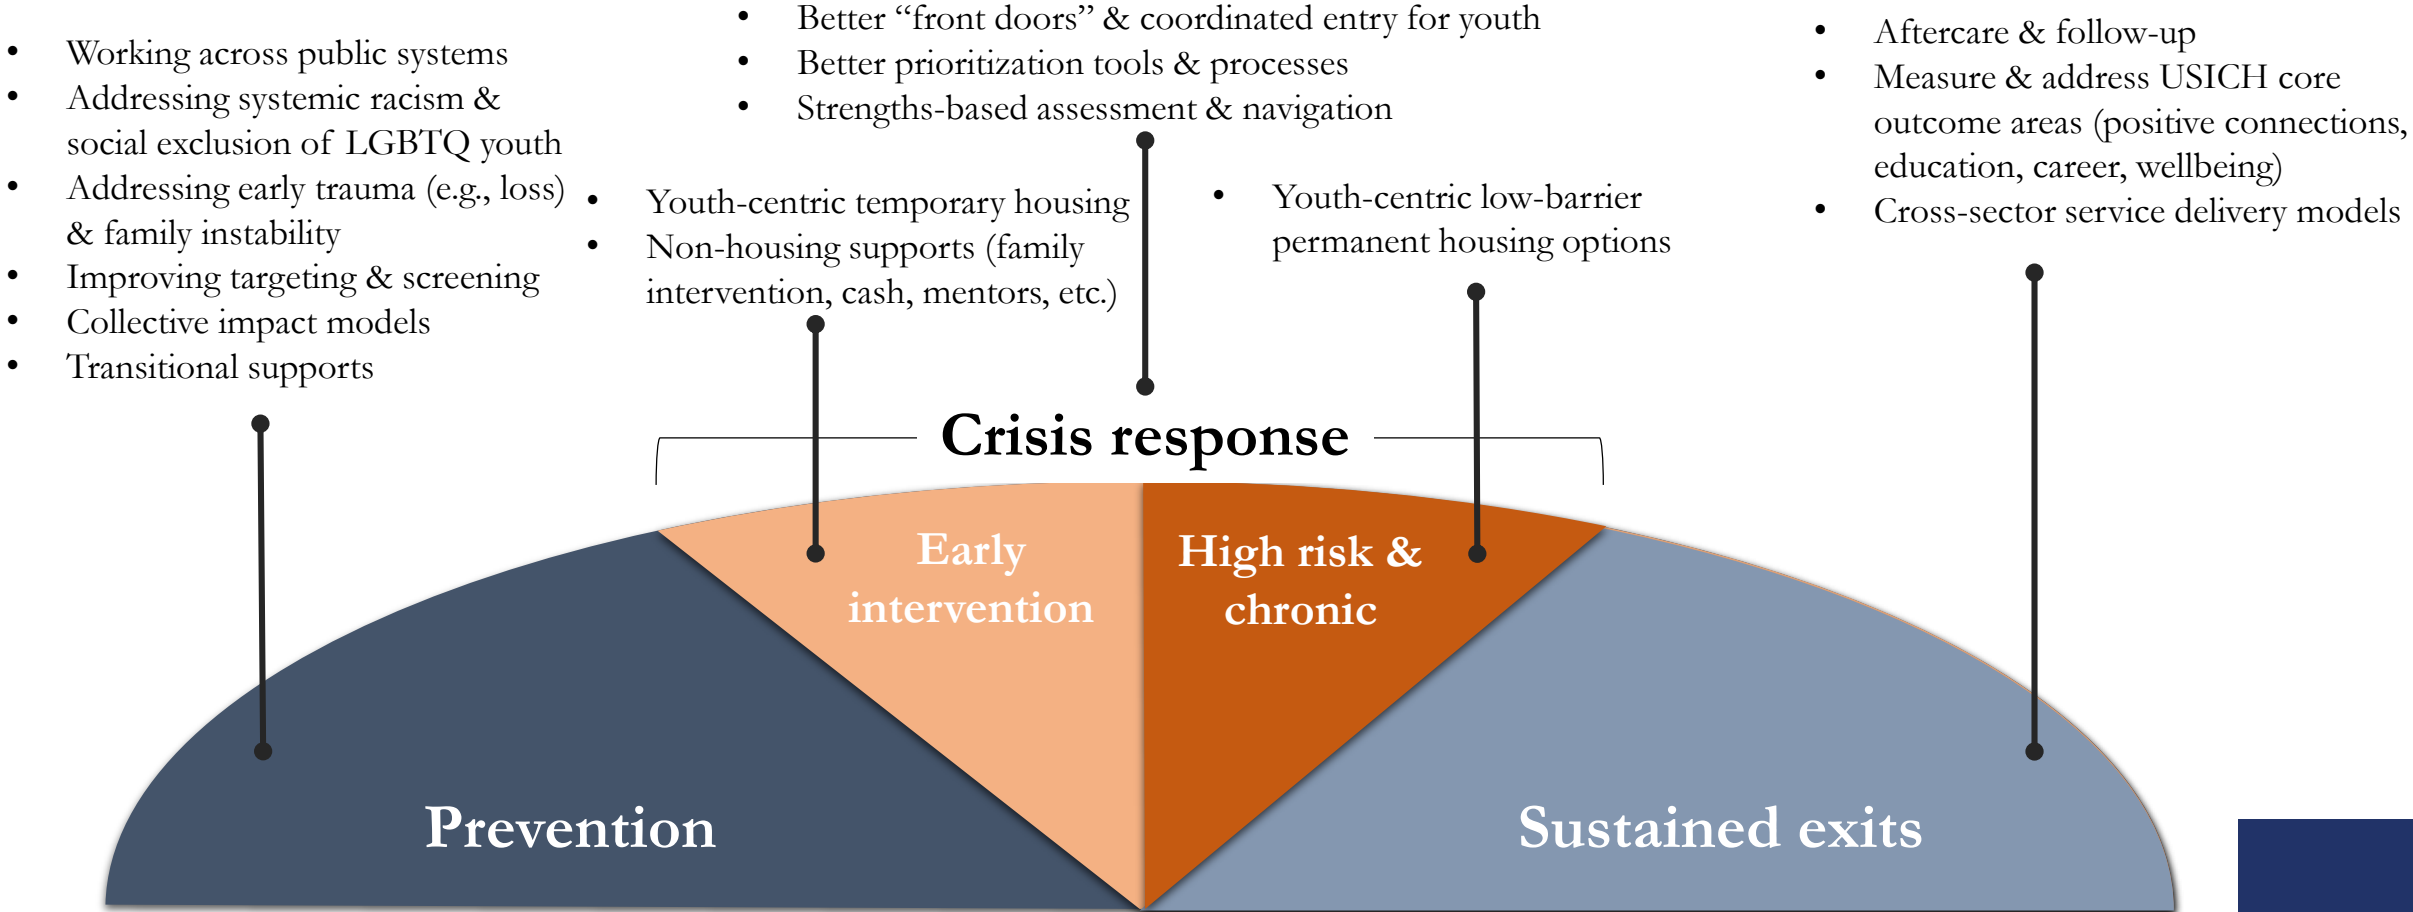 • Working across public systems
• Addressing systemic racism &
social exclusion of LGBTQ youth
• Addressing early trauma (e.g., loss)
& family instability
• Improving targeting & screening
• Collective impact models
• Transitional supports
• Better “front doors” & coordinated entry for youth
• Better prioritization tools & processes
• Strengths-based assessment & navigation
• Youth-centric temporary housing
• Non-housing supports (family
intervention, cash, mentors, etc.)
• Youth-centric low-barrier
permanent housing options
• Aftercare & follow-up
• Measure & address USICH core
outcome areas (positive connections,
education, career, wellbeing)
• Cross-sector service delivery models
Crisis response
Early
intervention
High risk &
chronic
Prevention
Sustained exits